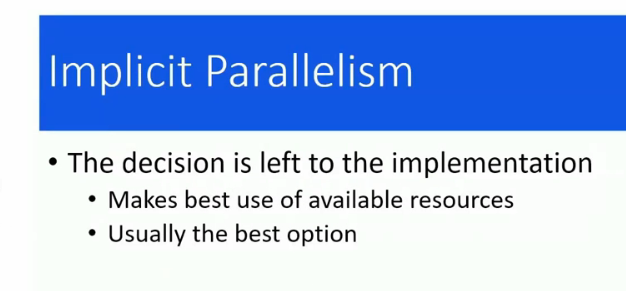 Implicit Parallelism
• The decision is left to the implementation
• Makes best use of available resources
• Usually the best option